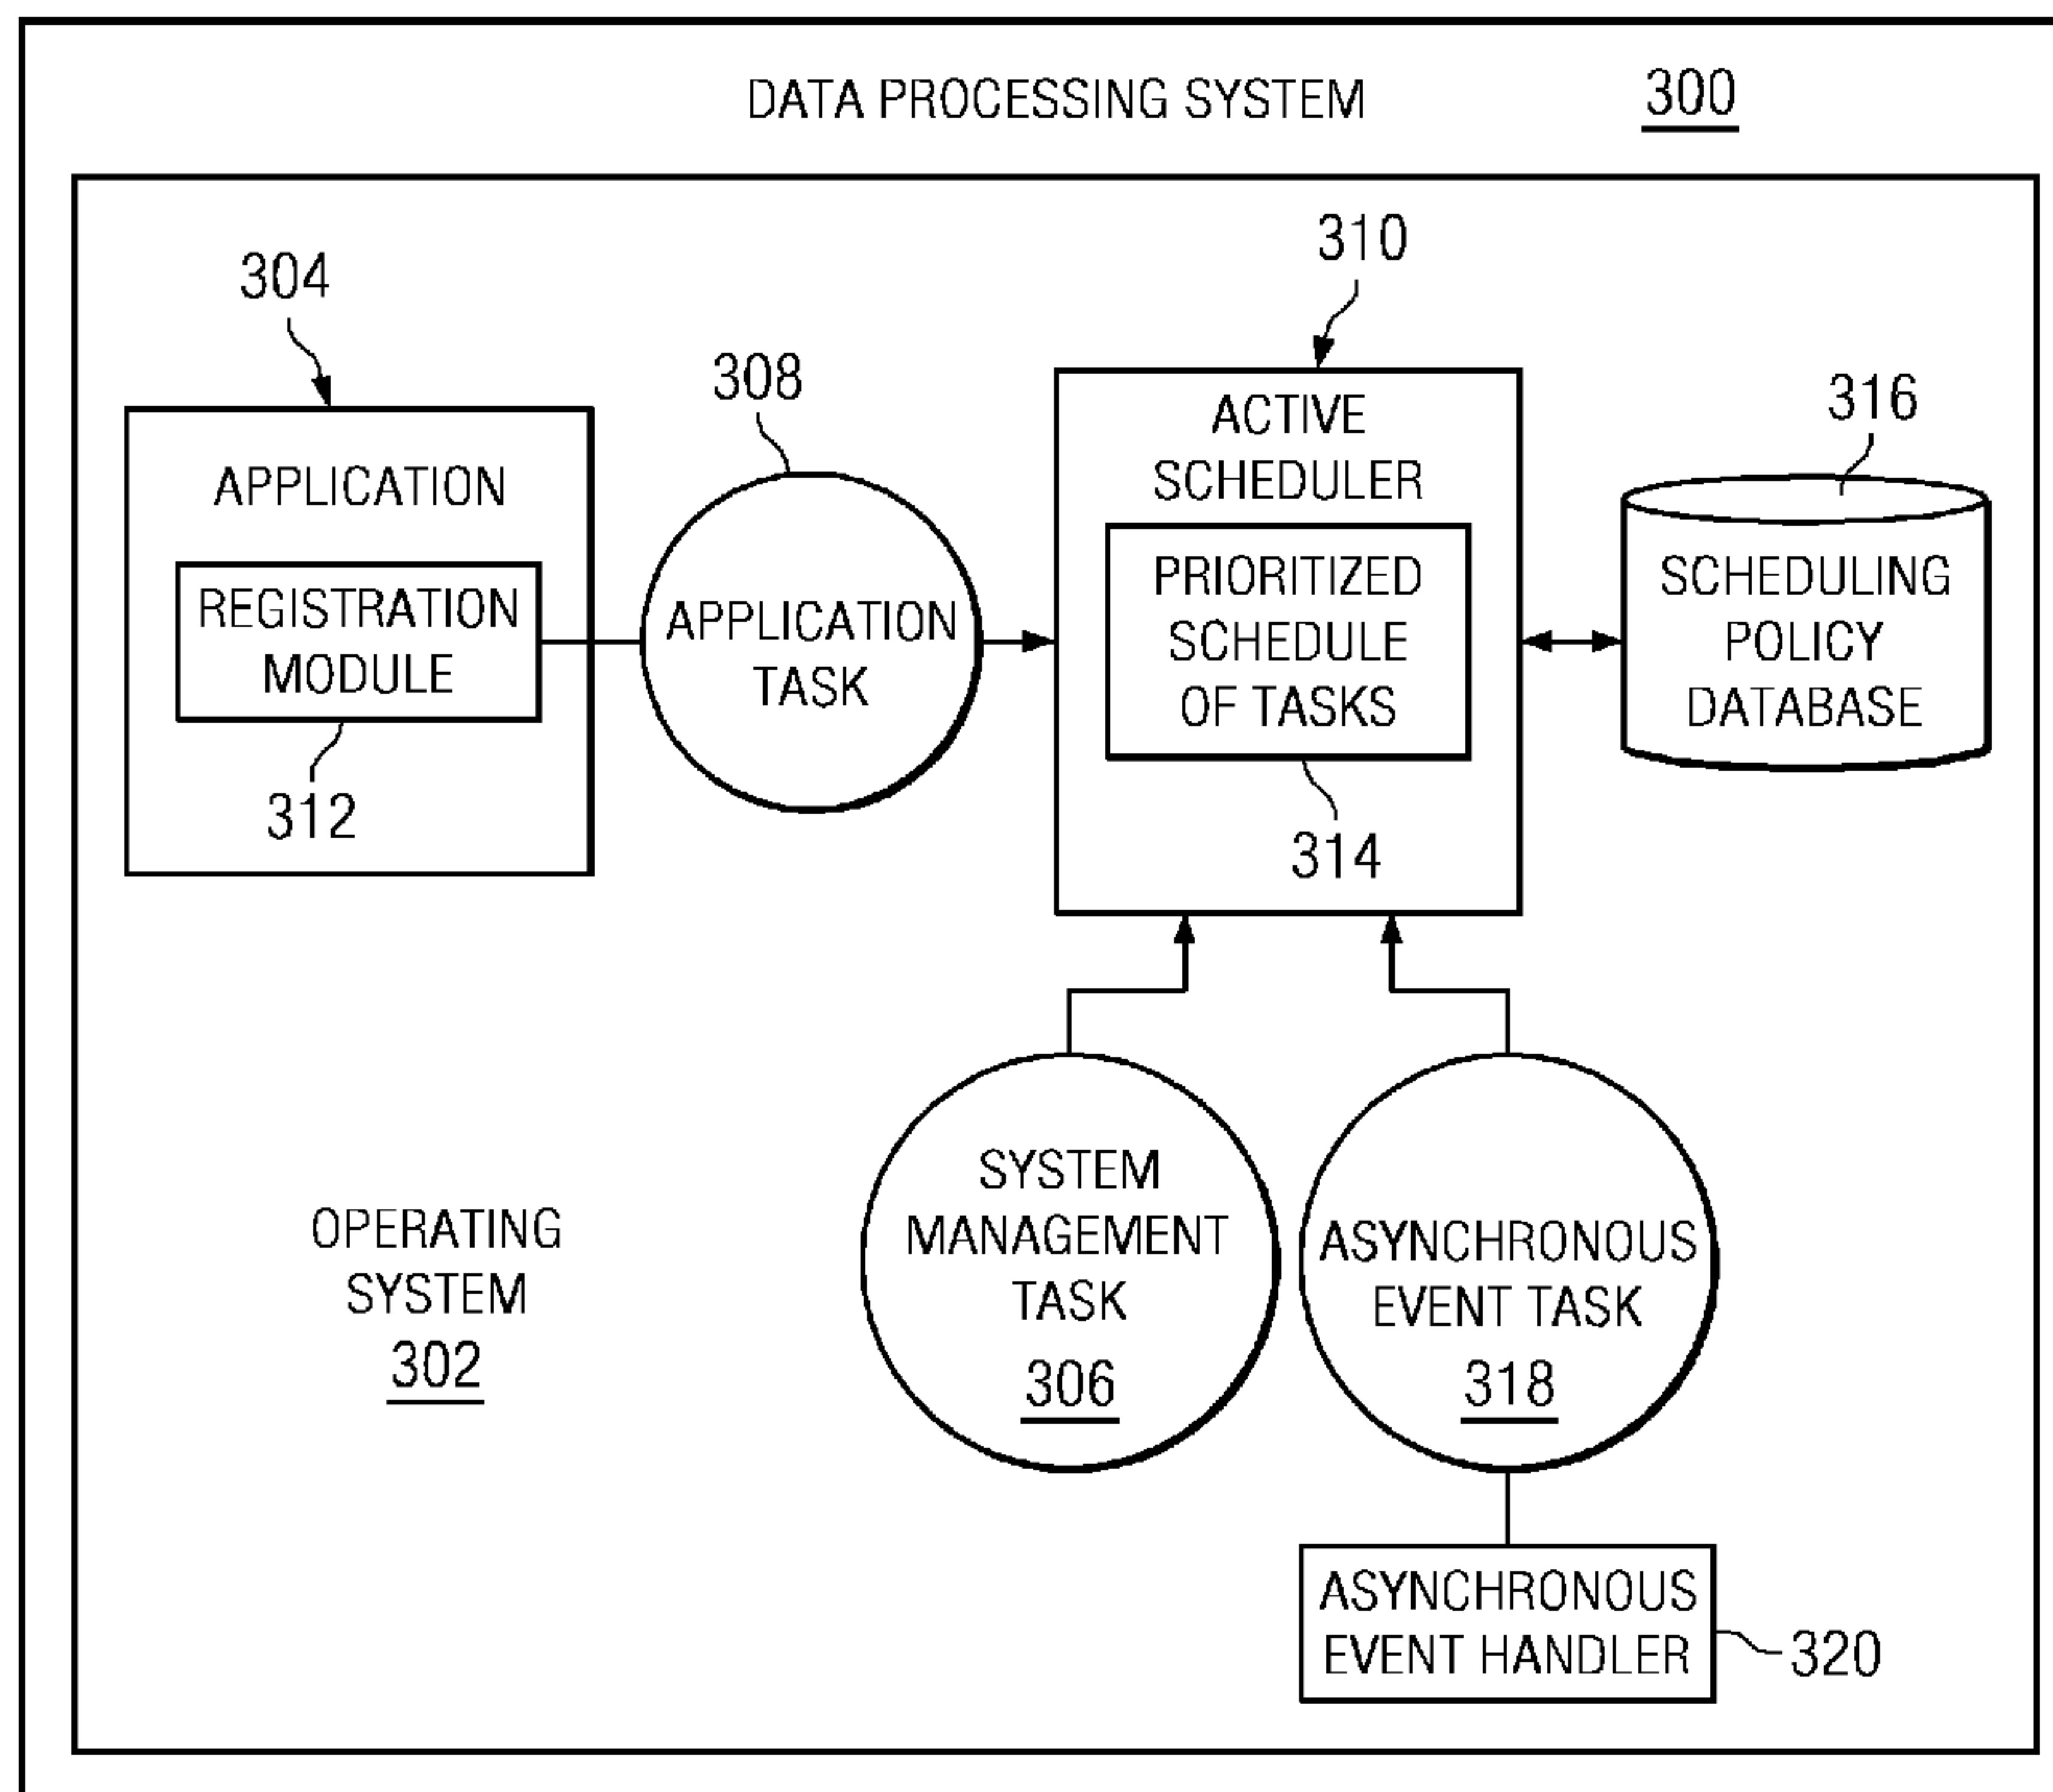 DATA PROCESSING SYSTEM 300
304
APPLICATION
REGISTRATION
MODULE
312
308
APPLICATION
TASK
310
ACTIVE
SCHEDULER
PRIORITIZED
SCHEDULE
OF TASKS
314
316
SCHEDULING
POLICY
DATABASE
OPERATING
SYSTEM
302
SYSTEM
MANAGEMENT
TASK
306
ASYNCHRONOUS
EVENT TASK
318
ASYNCHRONOUS
EVENT HANDLER
320